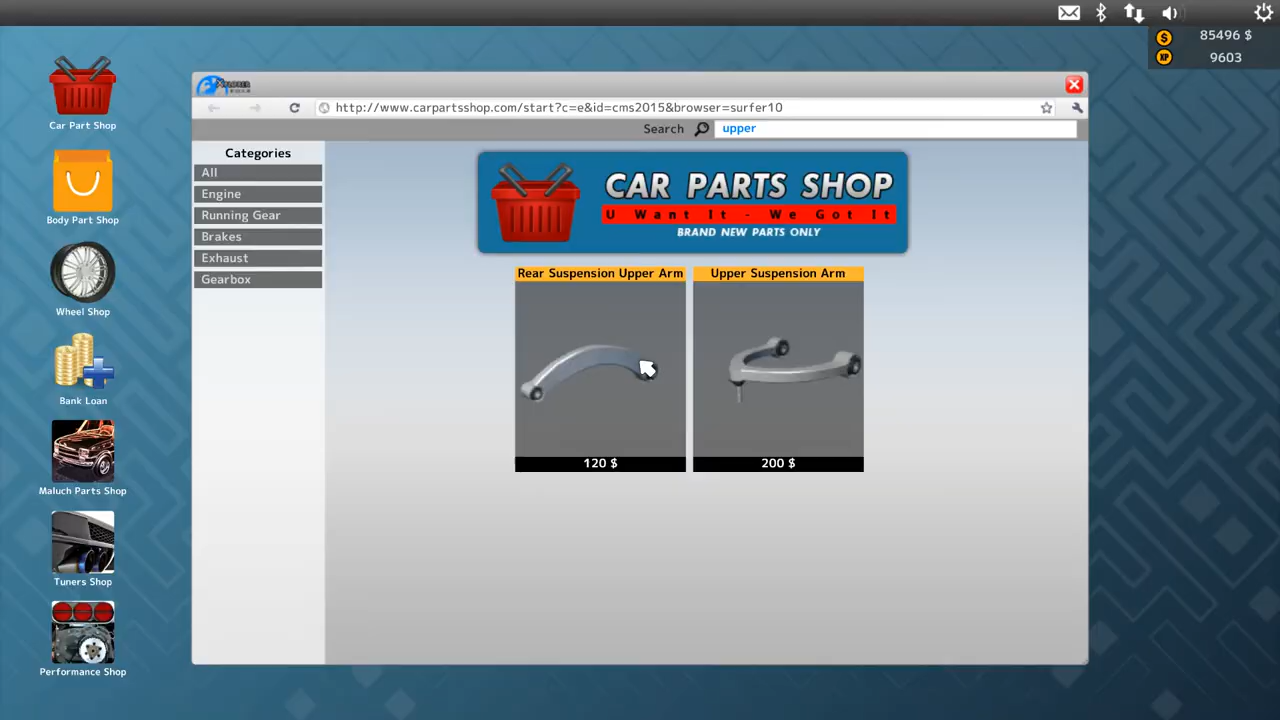 85496 $
9603
http://www.carpartsshop.com/start?c=e&id=cms2015&browser=surfer10
Search upper
Car Part Shop
Body Part Shop
Wheel Shop
Bank Loan
Maluch Parts Shop
Tuners Shop
Performance Shop
Categories
All
Engine
Running Gear
Brakes
Exhaust
Gearbox
CAR PARTS SHOP
U Want It - We Got It
BRAND NEW PARTS ONLY
Rear Suspension Upper Arm
120 $
Upper Suspension Arm
200 $
XP
$